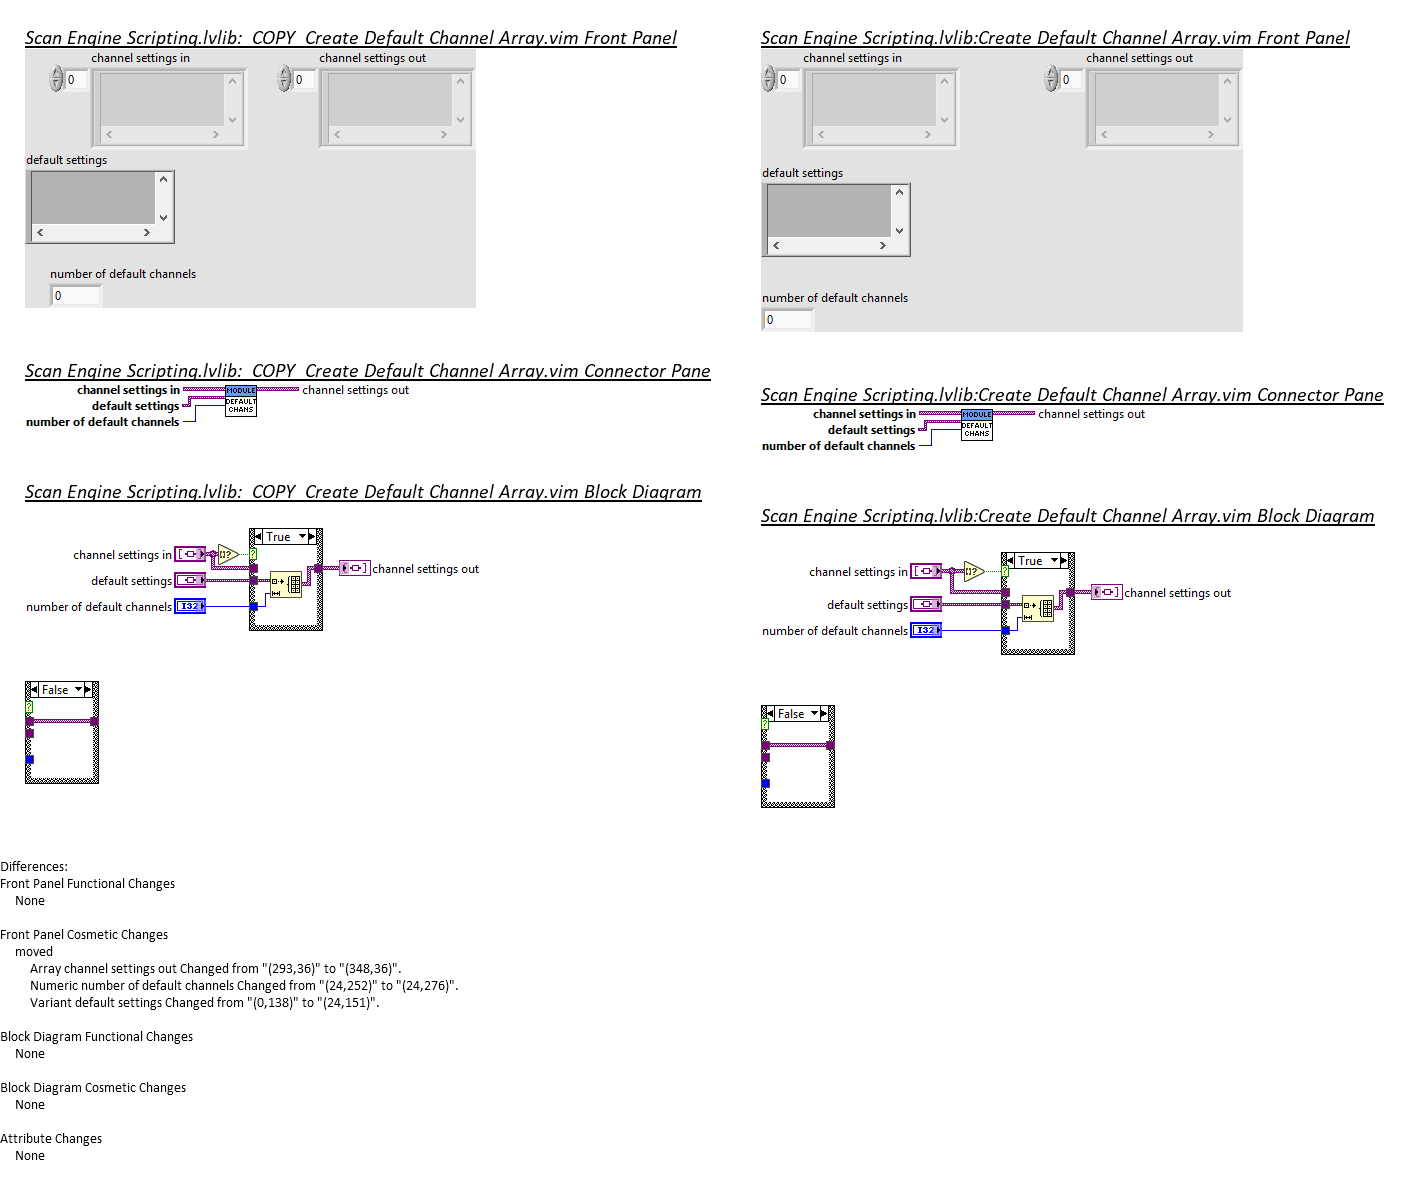 Scan Engine Scripting.lvlib:_COPY_Create Default Channel Array.vim Front Panel
channel settings in
channel settings out
0
0
default settings
number of default channels
0
Scan Engine Scripting.lvlib:_COPY_Create Default Channel Array.vim Connector Pane
channel settings in
default settings
number of default channels
MODULE
DEFAULT
CHANS
channel settings out
Scan Engine Scripting.lvlib:_COPY_Create Default Channel Array.vim Block Diagram
True
channel settings in
[]?
?
default settings
number of default channels
I32
channel settings out
False
?
Scan Engine Scripting.lvlib:Create Default Channel Array.vim Front Panel
channel settings in
channel settings out
0
0
default settings
number of default channels
0
Scan Engine Scripting.lvlib:Create Default Channel Array.vim Connector Pane
channel settings in
default settings
number of default channels
MODULE
DEFAULT
CHANS
channel settings out
Scan Engine Scripting.lvlib:Create Default Channel Array.vim Block Diagram
True
channel settings in
[]?
?
default settings
number of default channels
I32
channel settings out
False
?
Differences:
Front Panel Functional Changes
None
Front Panel Cosmetic Changes
moved
Array channel settings out Changed from "(293,36)" to "(348,36)".
Numeric number of default channels Changed from "(24,252)" to "(24,276)".
Variant default settings Changed from "(0,138)" to "(24,151)".
Block Diagram Functional Changes
None
Block Diagram Cosmetic Changes
None
Attribute Changes
None